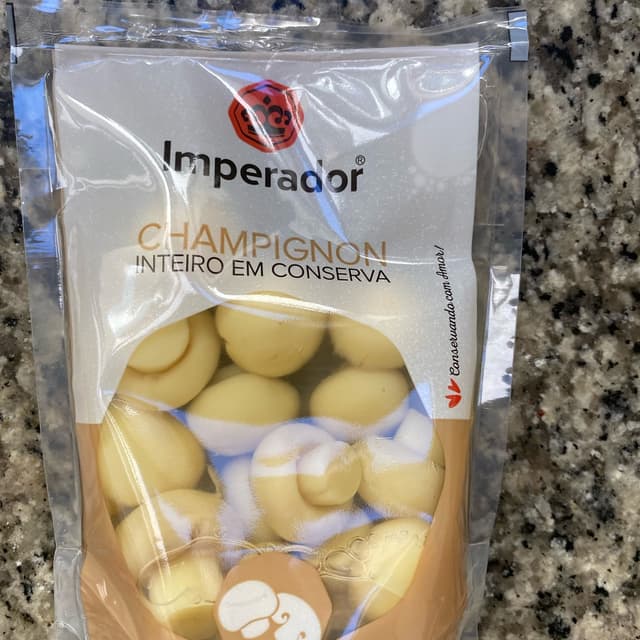 Imperador®
CHAMPIGNON
INTEIRO EM CONSERVA
Conservando com Amor!